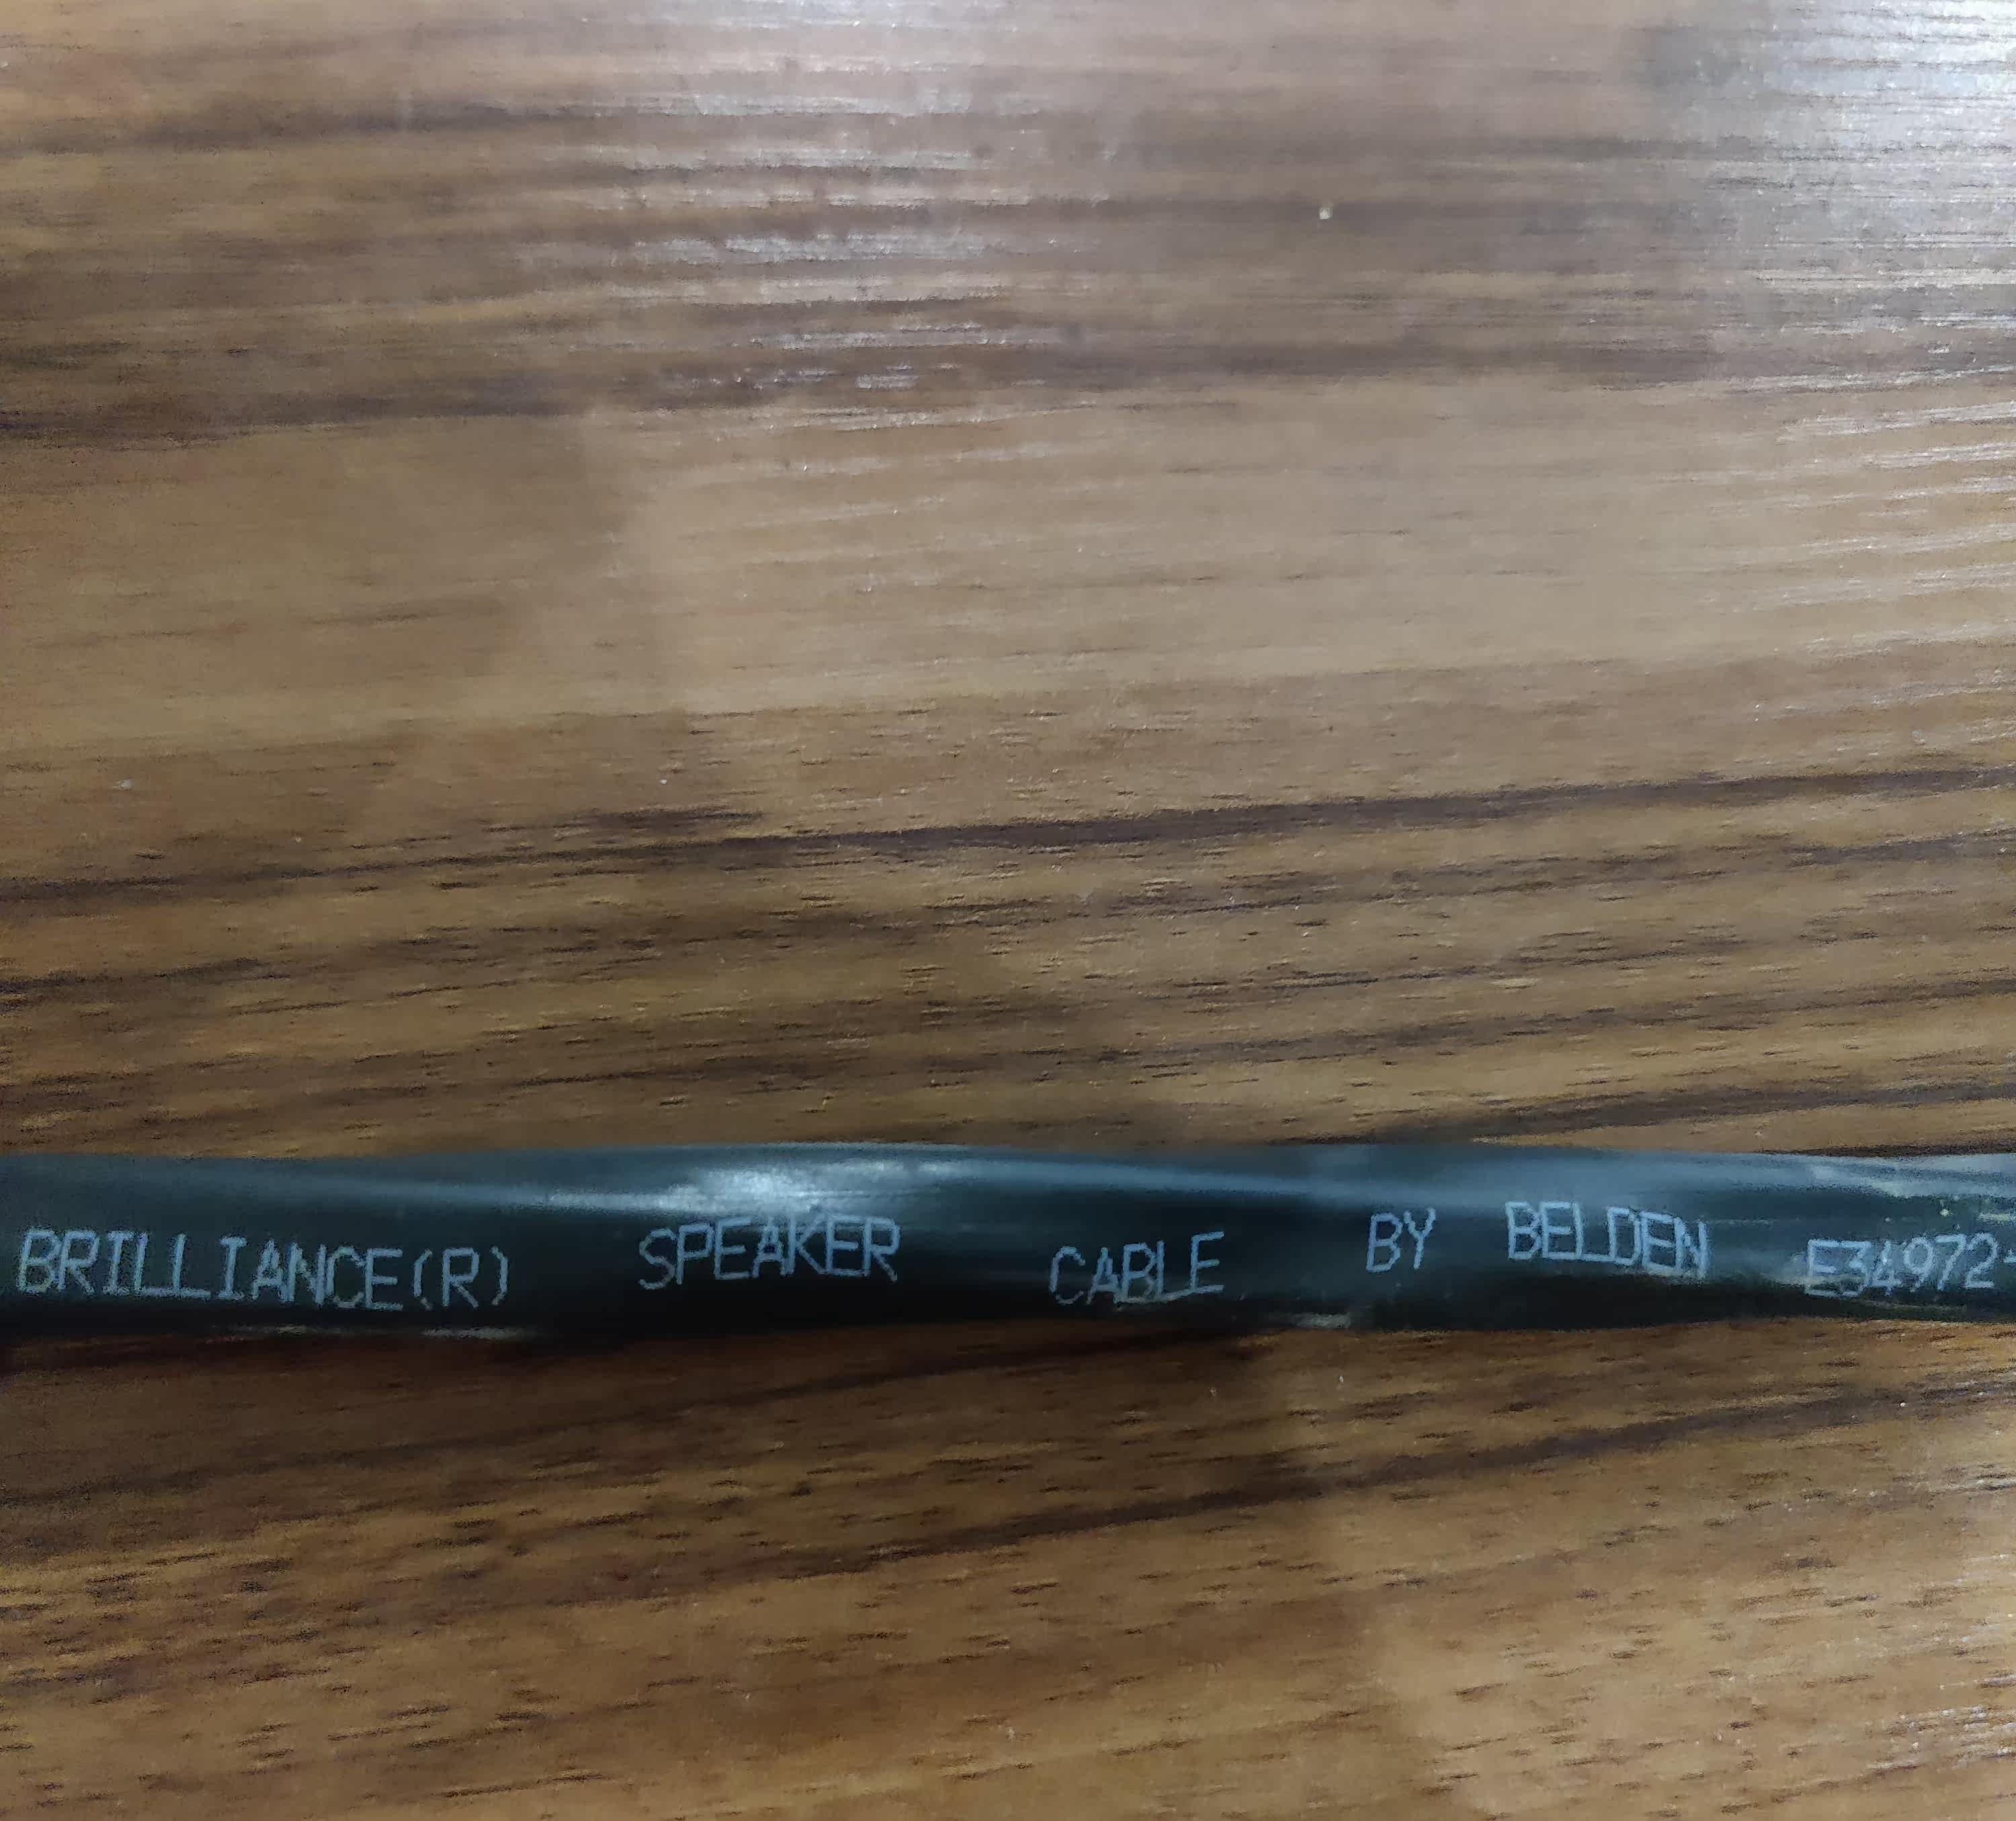 BRILLIANCE(R) SPEAKER CABLE BY BELDEN E34972-